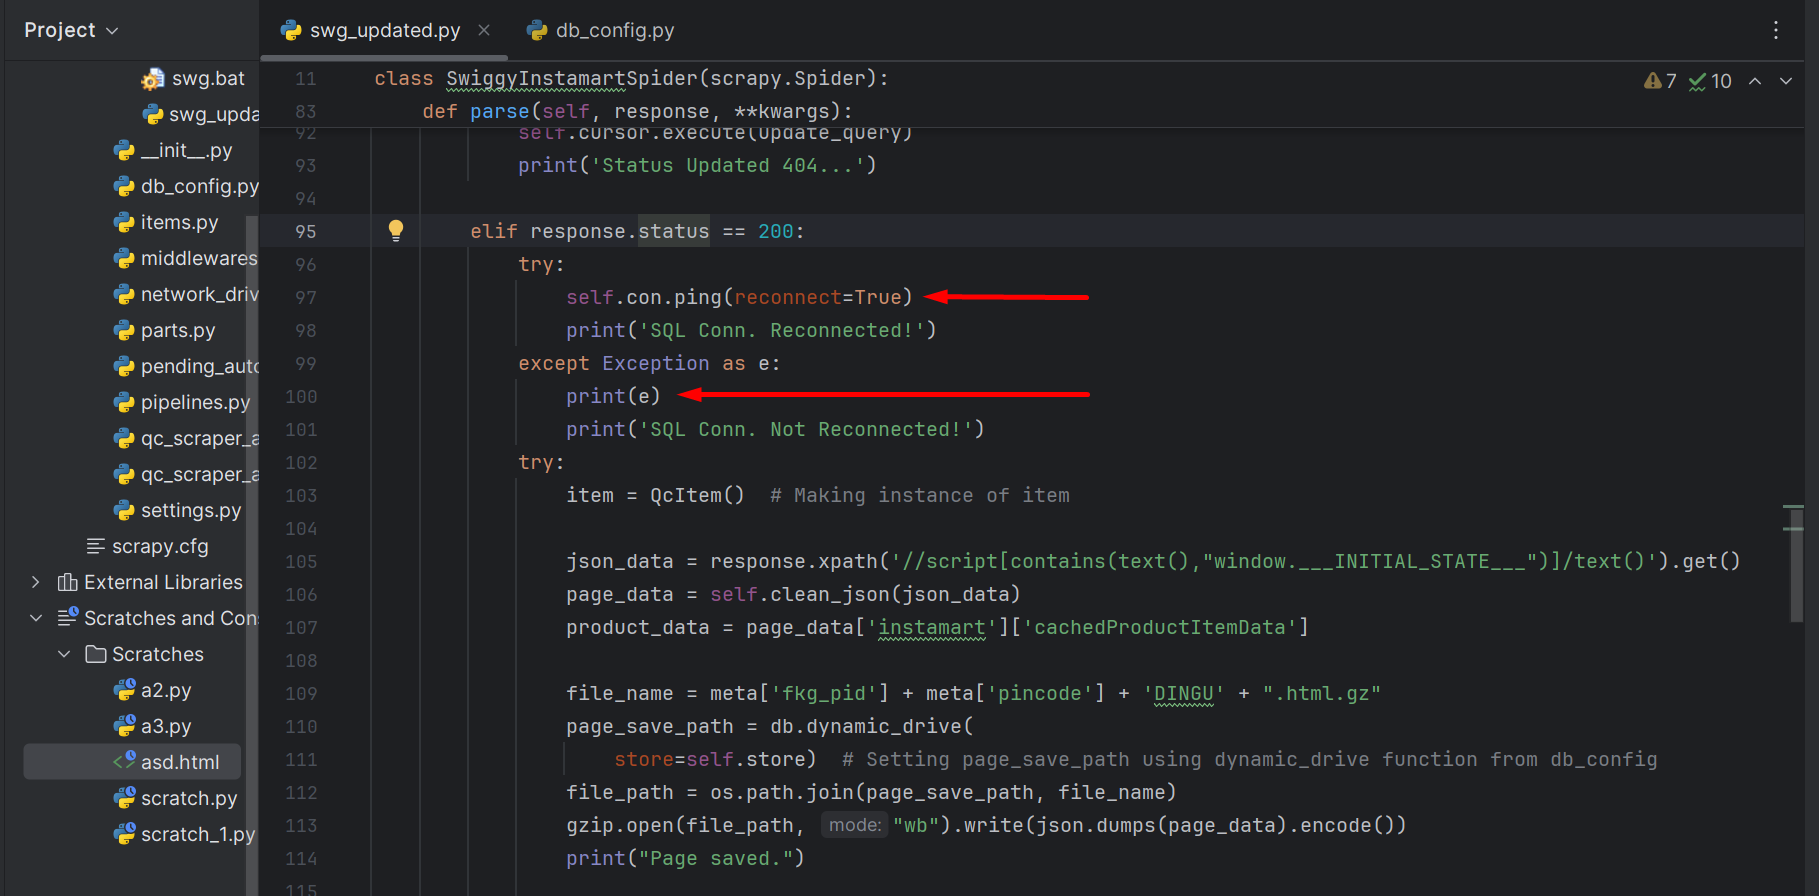 Project
swg_updated.py
db_config.py
swg.bat
swg_upda
__init__.py
db_config.py
items.py
middlewares
network_driv
parts.py
pending_auto
pipelines.py
qc_scraper_a
qc_scraper_a
settings.py
scrapy.cfg
External Libraries
Scratches and Con
Scratches
a2.py
a3.py
asd.html
scratch.py
scratch_1.py
7 10
11 class SwiggyInstamartSpider(scrapy.Spider):
83 def parse(self, response, **kwargs):
92 self.cursor.execute(update_query)
93 print('Status Updated 404...')
94
95 elif response.status == 200:
96 try:
97 self.con.ping(reconnect=True)
98 print('SQL Conn. Reconnected!')
99 except Exception as e:
100 print(e)
101 print('SQL Conn. Not Reconnected!')
102 try:
103 item = QcItem()  # Making instance of item
104
105 json_data = response.xpath('//script[contains(text(),"window.___INITIAL_STATE___")]/text()').get()
106 page_data = self.clean_json(json_data)
107 product_data = page_data['instamart']['cachedProductItemData']
108
109 file_name = meta['fkg_pid'] + meta['pincode'] + 'DINGU' + ".html.gz"
110 page_save_path = db.dynamic_drive(
111 store=self.store)  # Setting page_save_path using dynamic_drive function from db_config
112 file_path = os.path.join(page_save_path, file_name)
113 gzip.open(file_path, mode: "wb").write(json.dumps(page_data).encode())
114 print("Page saved.")
115